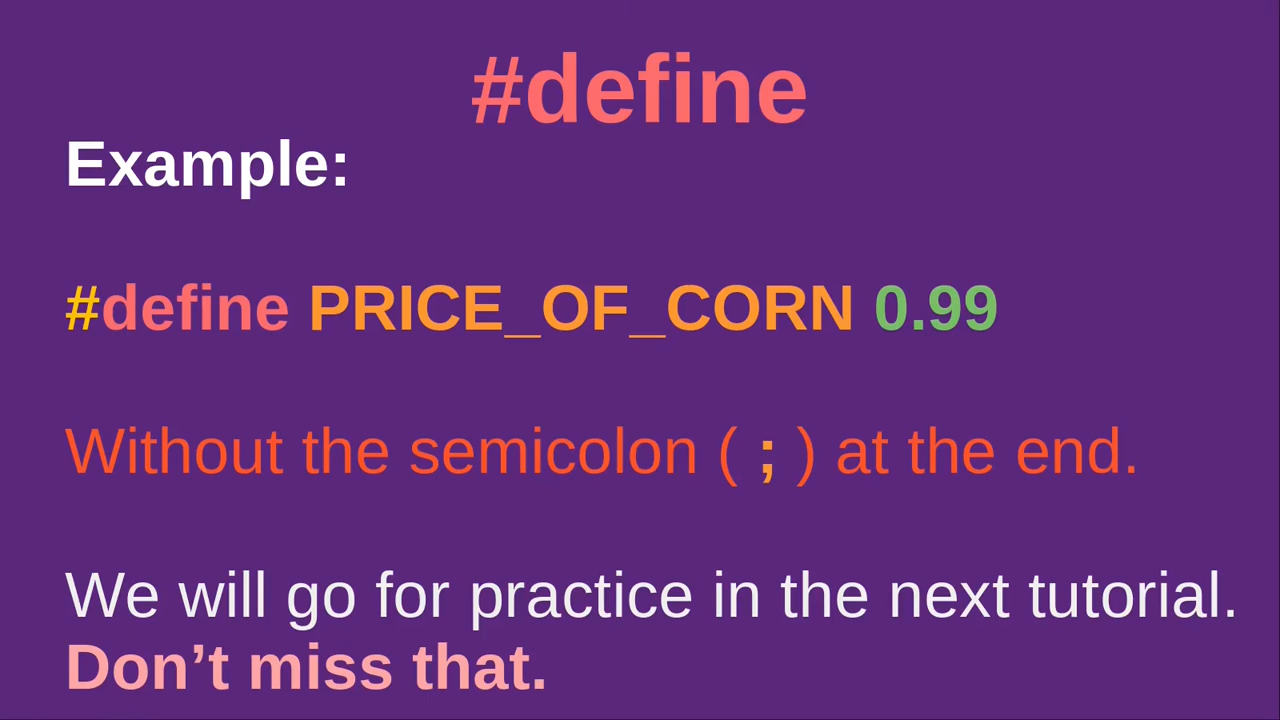 #define
Example:
#define PRICE_OF_CORN 0.99
Without the semicolon ( ; ) at the end.
We will go for practice in the next tutorial.
Don’t miss that.